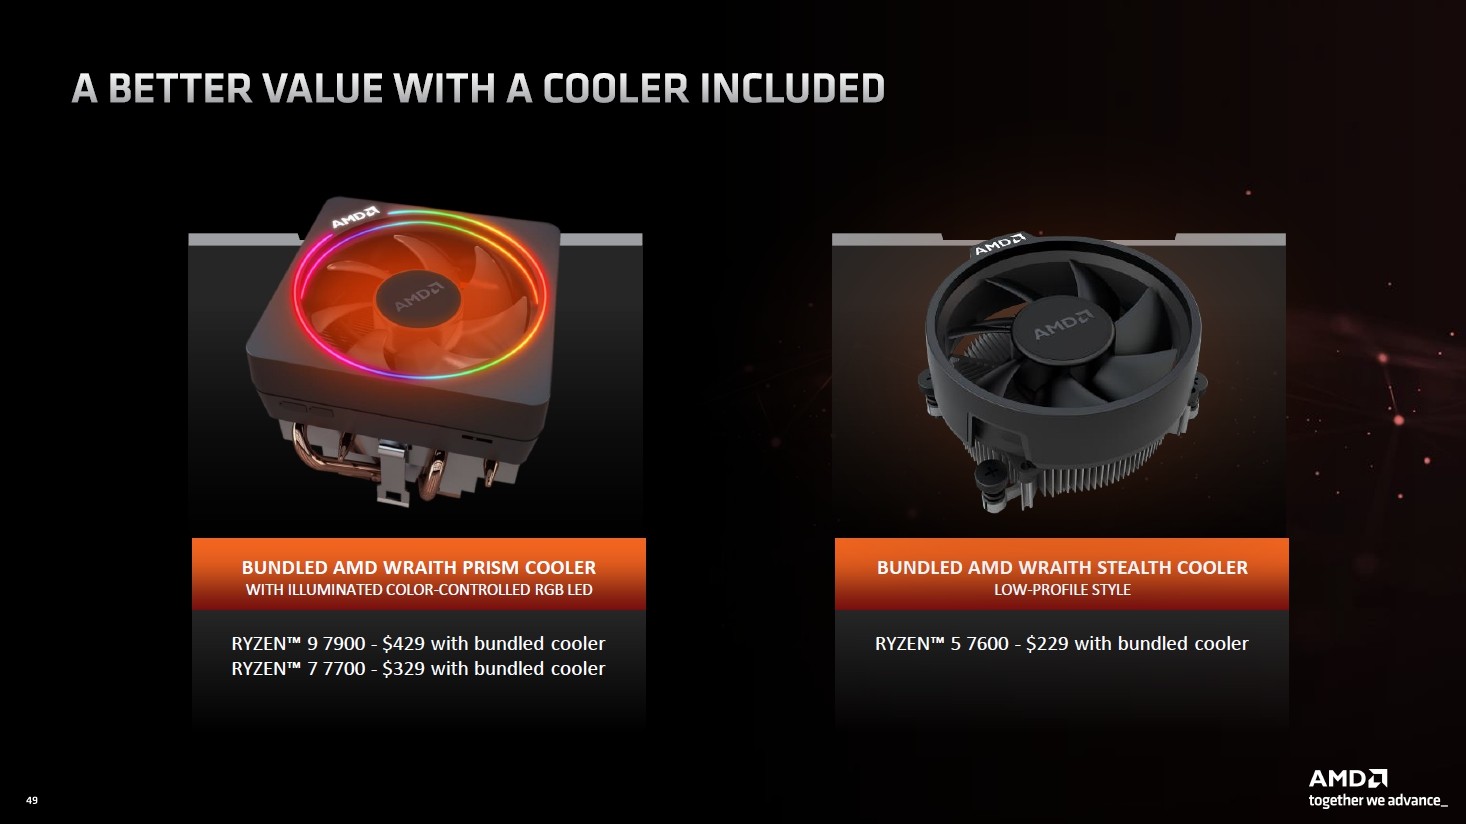 A BETTER VALUE WITH A COOLER INCLUDED
AMD
AMD
BUNDLED AMD WRAITH PRISM COOLER
WITH ILLUMINATED COLOR-CONTROLLED RGB LED
RYZEN™ 9 7900 - $429 with bundled cooler
RYZEN™ 7 7700 - $329 with bundled cooler
AMD
AMD
BUNDLED AMD WRAITH STEALTH COOLER
LOW-PROFILE STYLE
RYZEN™ 5 7600 - $229 with bundled cooler
49
AMD
together we advance_